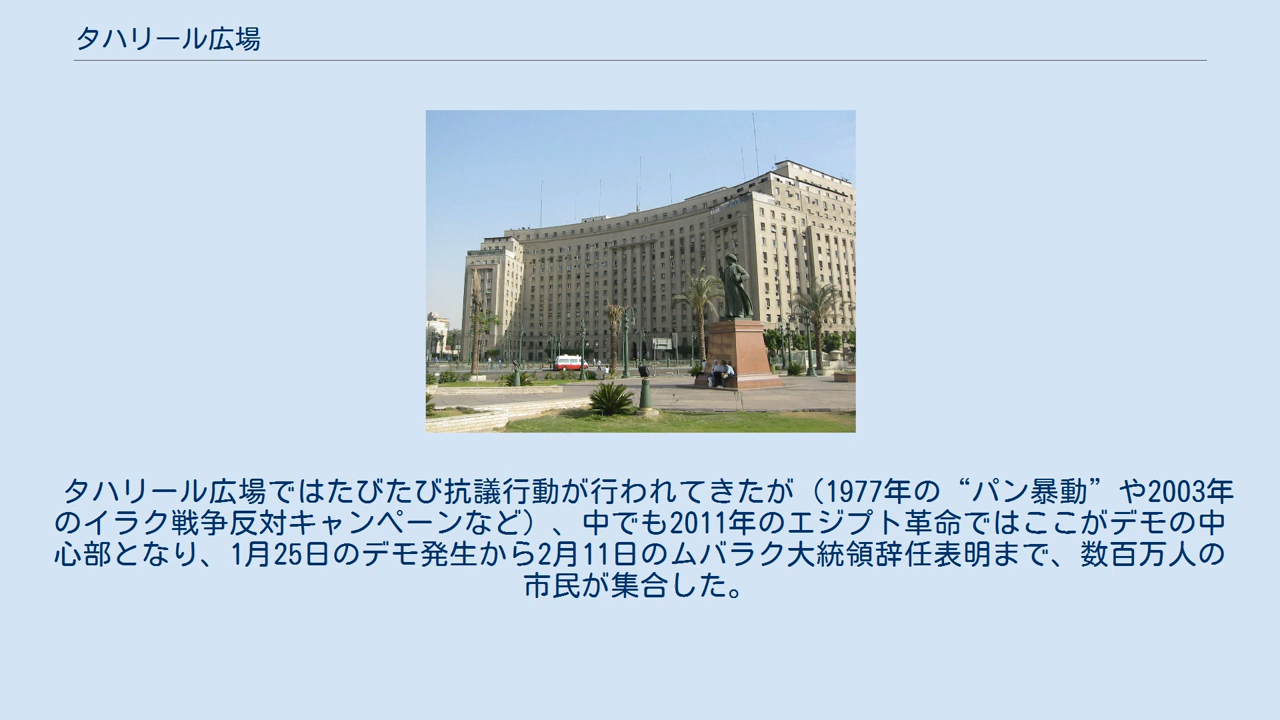 タハリール広場
タハリール広場ではたびたび抗議行動が行われてきたが（1977年の“パン暴動”や2003年
のイラク戦争反対キャンペーンなど）、中でも2011年のエジプト革命ではここがデモの中
心部となり、1月25日のデモ発生から2月11日のムバラク大統領辞任表明まで、数百万人の
市民が集合した。